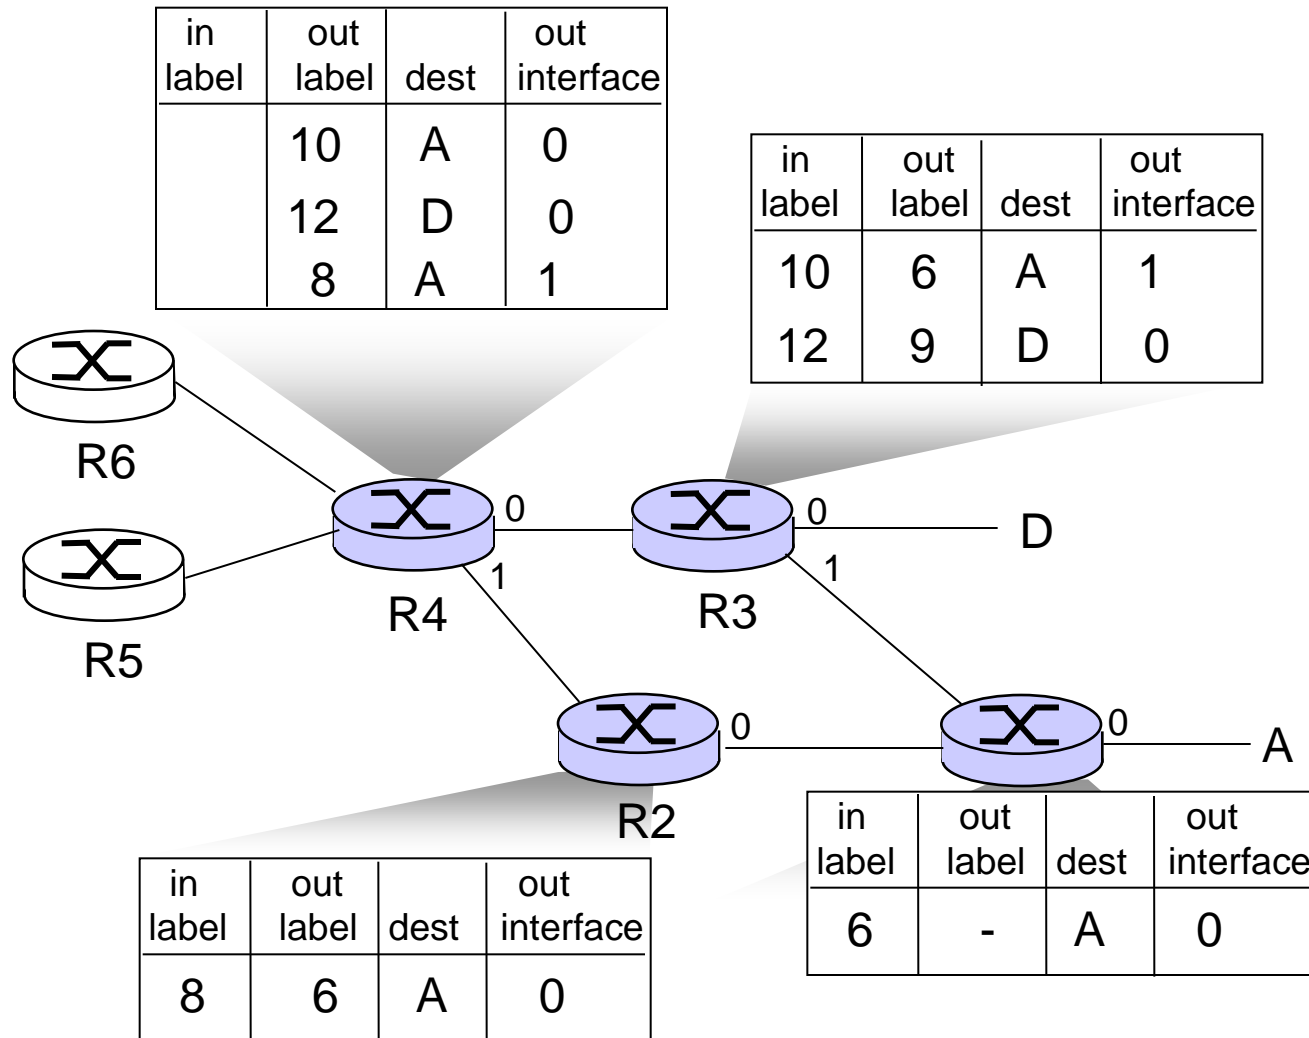 in out out
label label dest interface
10 A 0
12 D 0
8 A 1
in out out
label label dest interface
10 6 A 1
12 9 D 0
R6
0
0
D
1
1
R4
R3
R5
0
0
A
R2
in out out
label label dest interface
6 - A 0
in out out
label label dest interface
8 6 A 0